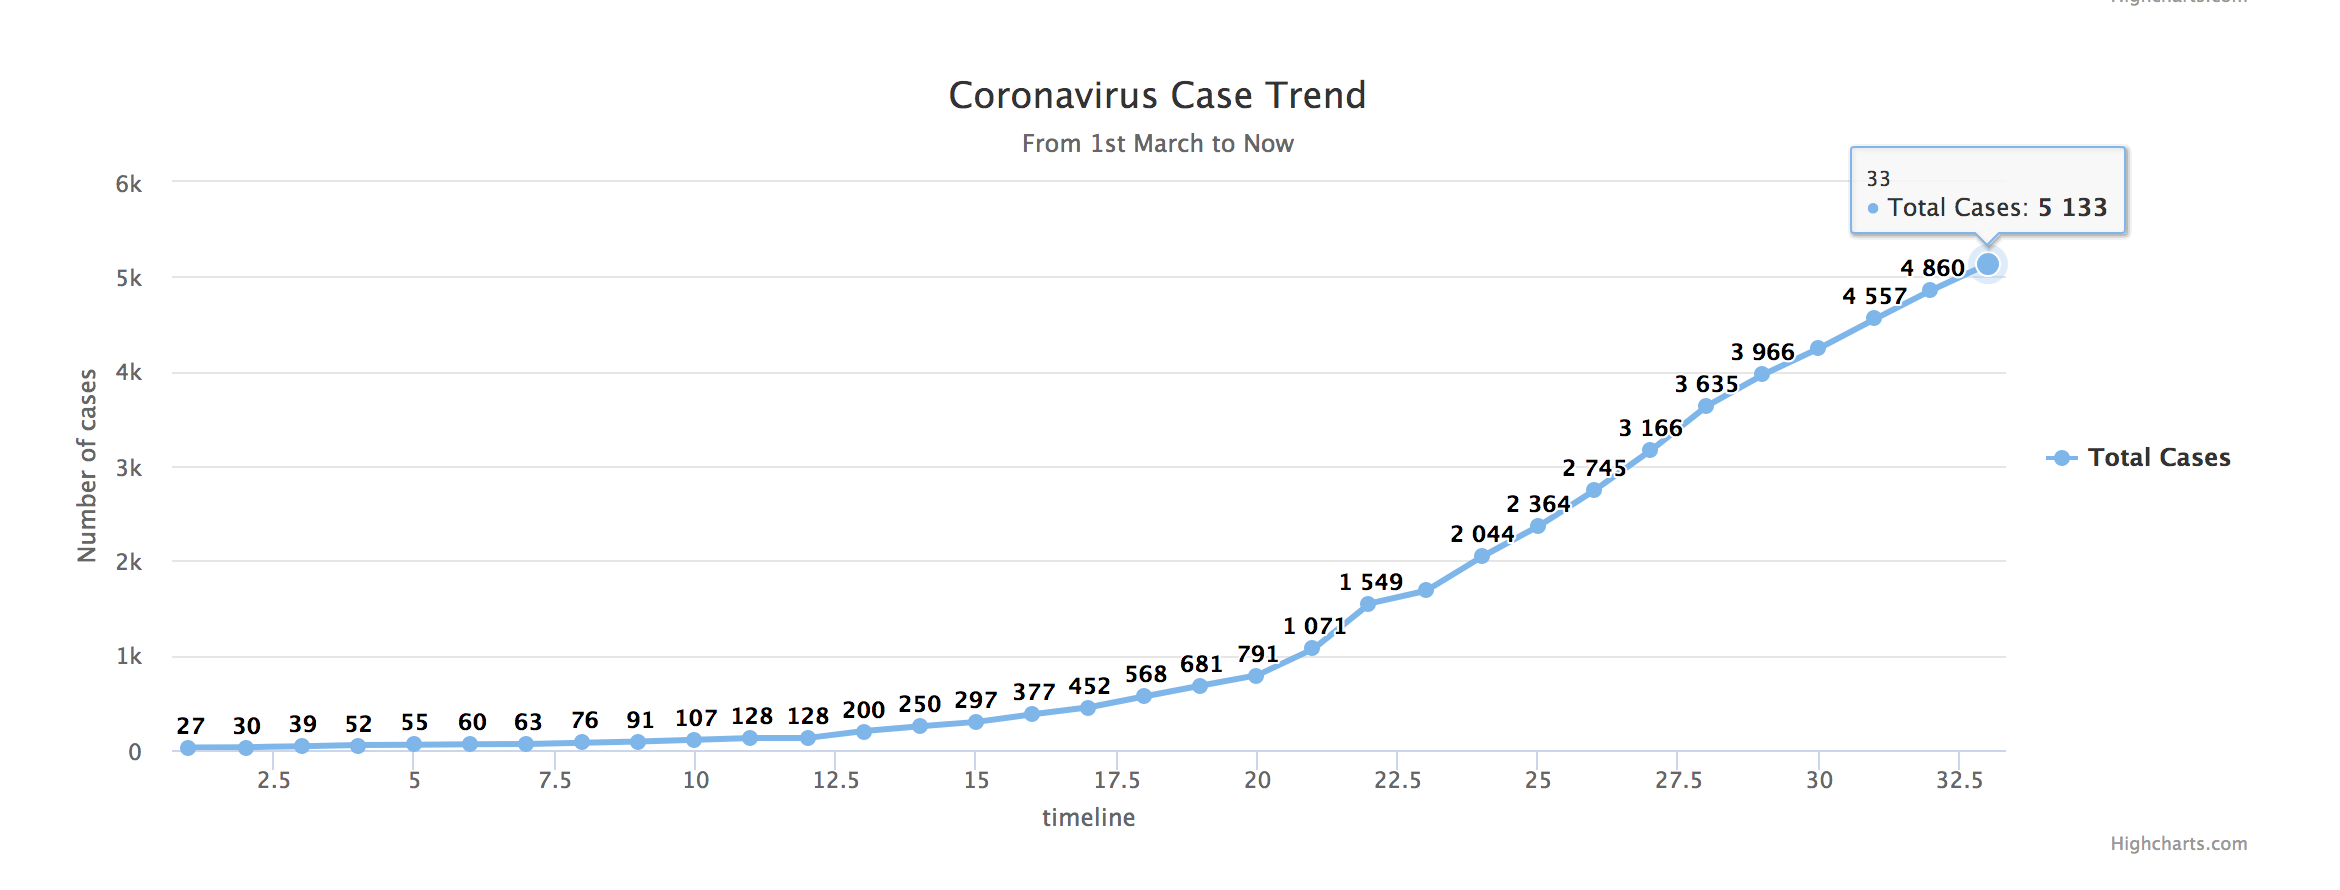 Highcharts.com
Coronavirus Case Trend
From 1st March to Now
33
Total Cases: 5 133
6k
5k
4k
3k
2k
1k
0
Number of cases
27 30 39 52 55 60 63 76 91 107 128 128 200 250 297 377 452 568 681 791 1 071 1 549 2 044 2 364 2 745 3 166 3 635 3 966 4 557 4 860
Total Cases
2.5 5 7.5 10 12.5 15 17.5 20 22.5 25 27.5 30 32.5
timeline
Highcharts.com